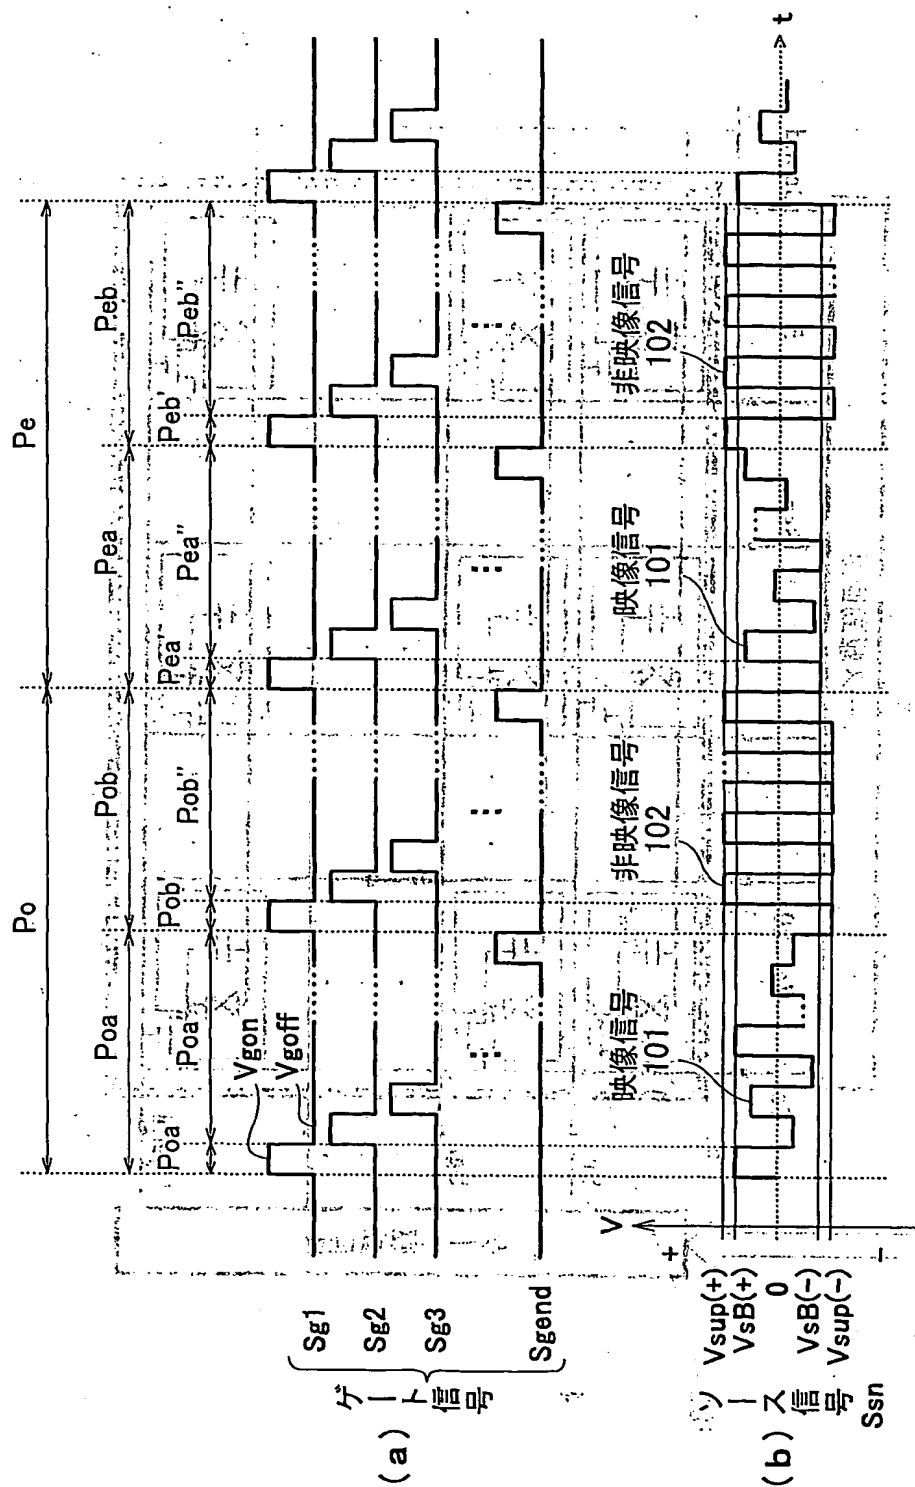 Po
Pe
Poa
Pob
Pea
Peb
Poa'
Poa"
Pob'
Pob"
Pea'
Pea"
Peb'
Peb"
Vgon
Vgoff
(a)
ゲート信号
Sg1
Sg2
Sg3
Sgend
映像信号
101
非映像信号
102
映像信号
101
非映像信号
102
(b)
ソース信号
Ssn
V
+
Vsup(+)
VsB(+)
0
VsB(-)
Vsup(-)
-
t